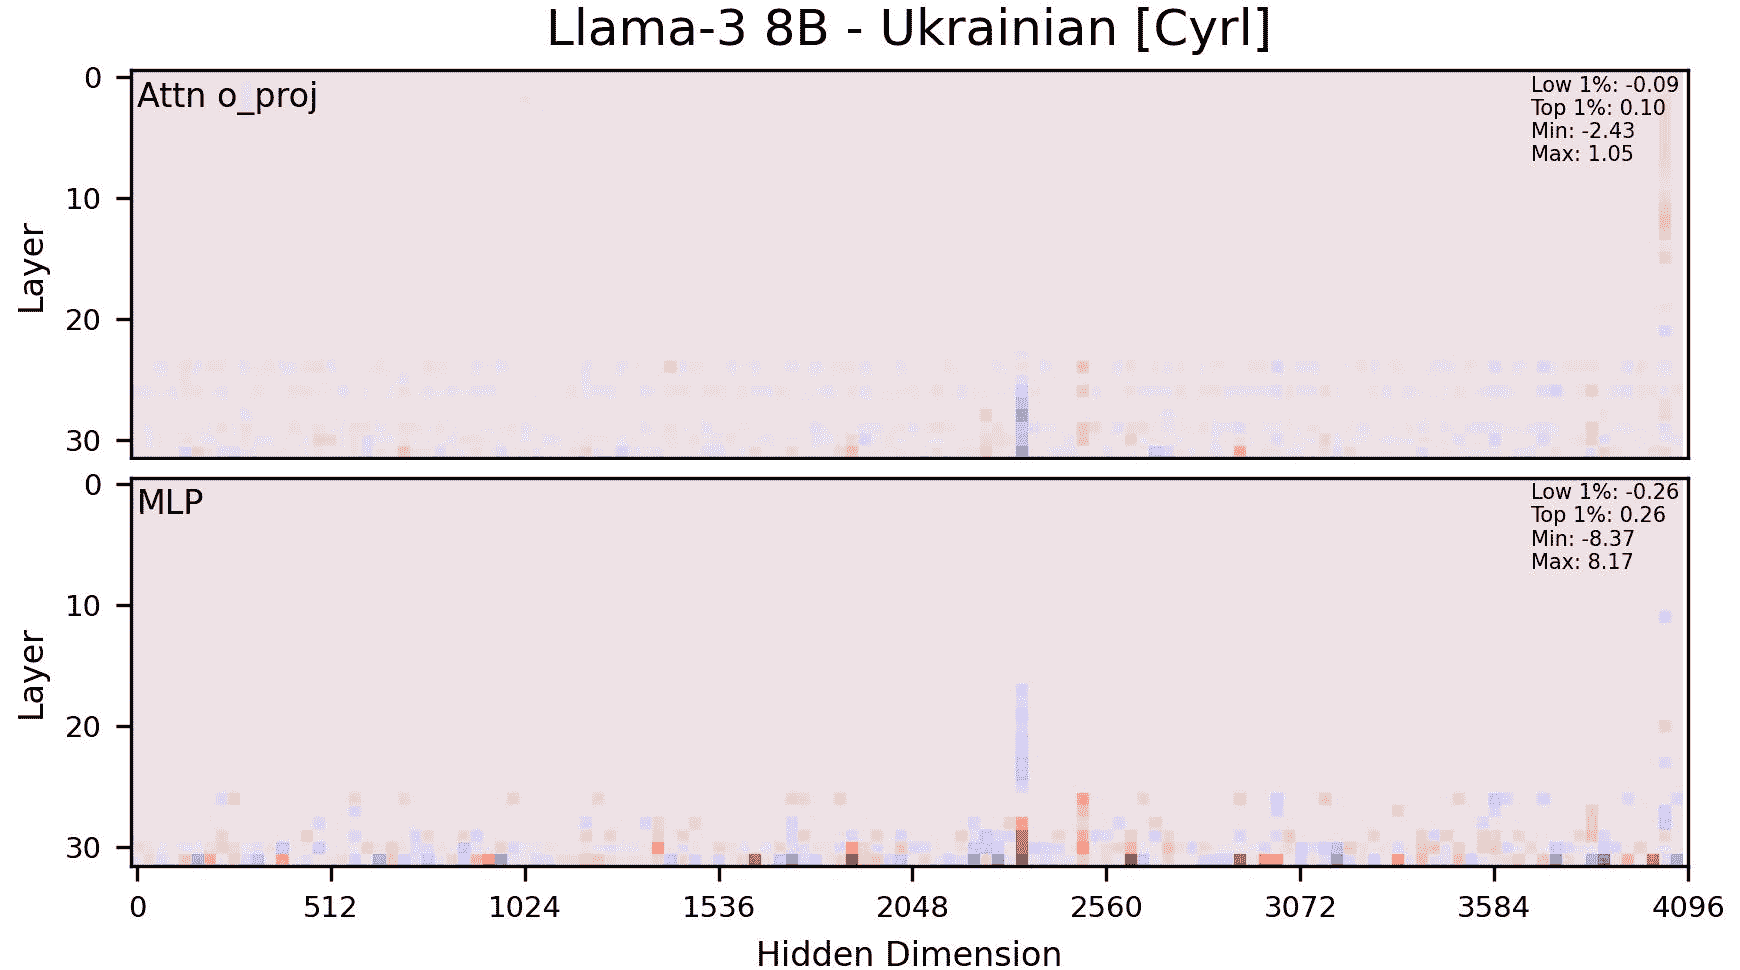 Llama-3 8B - Ukrainian [Cyrl]
Attn o_proj
Low 1%: -0.09
Top 1%: 0.10
Min: -2.43
Max: 1.05
0
10
20
30
Layer
MLP
Low 1%: -0.26
Top 1%: 0.26
Min: -8.37
Max: 8.17
0
10
20
30
Layer
0 512 1024 1536 2048 2560 3072 3584 4096
Hidden Dimension